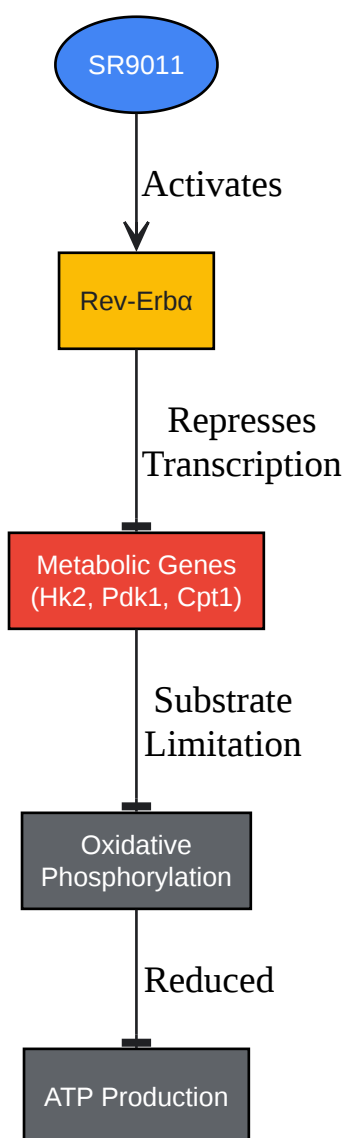 SR9011
Activates
Rev-Erbα
Represses
Transcription
Metabolic Genes
(Hk2, Pdk1, Cpt1)
Substrate
Limitation
Oxidative
Phosphorylation
Reduced
ATP Production